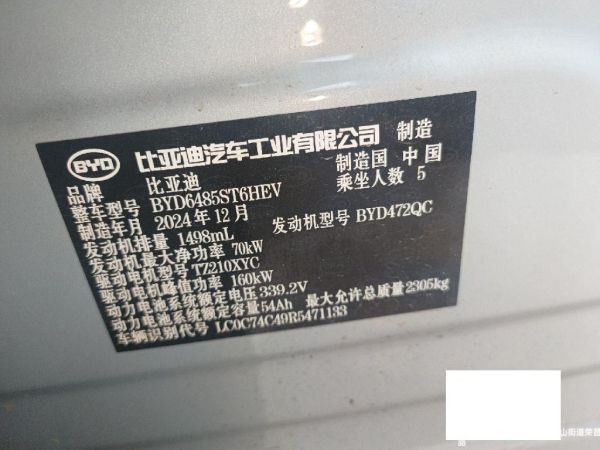 BYD 比亚迪汽车工业有限公司 制造
品牌 比亚迪 制造国 中国
整车型号 BYD6485ST6HEV 乘坐人数 5
制造年月 2024年12月
发动机排量 1498mL 发动机型号 BYD472QC
发动机最大净功率 70kW
驱动电机型号 TZ210XYC
驱动电机峰值功率 160kW
动力电池系统额定电压 339.2V
动力电池系统额定容量 54Ah 最大允许总质量 2305kg
车辆识别代号 LC0C74C49R5471133
山街道荣昔
品